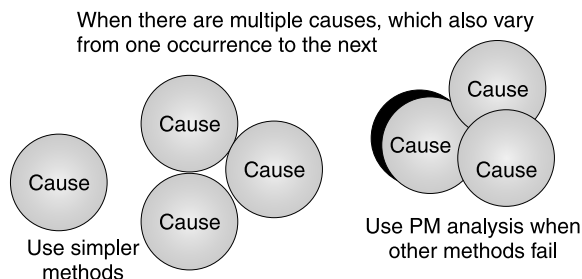 When there are multiple causes, which also vary
from one occurrence to the next
Cause
Use simpler
methods
Cause
Cause
Cause
Cause
Cause
Cause
Use PM analysis when
other methods fail